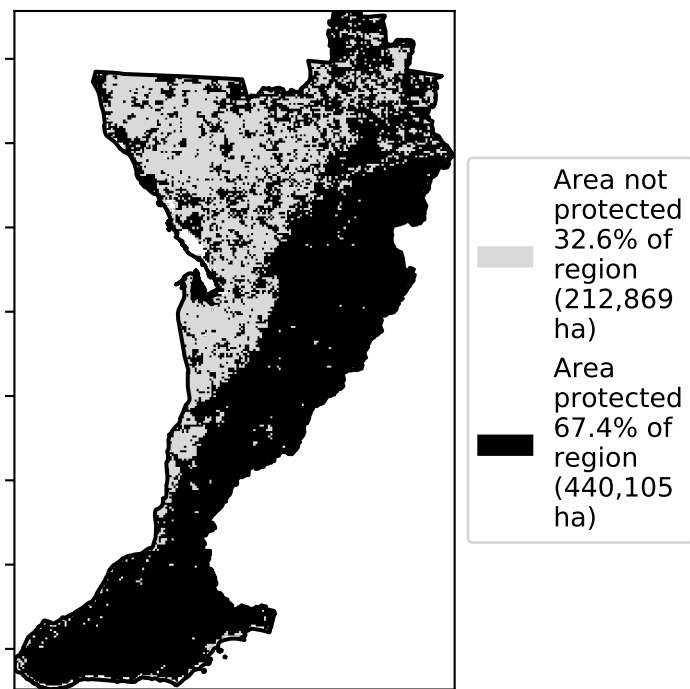 Area not
protected
32.6% of
region
(212,869
ha)
Area
protected
67.4% of
region
(440,105
ha)